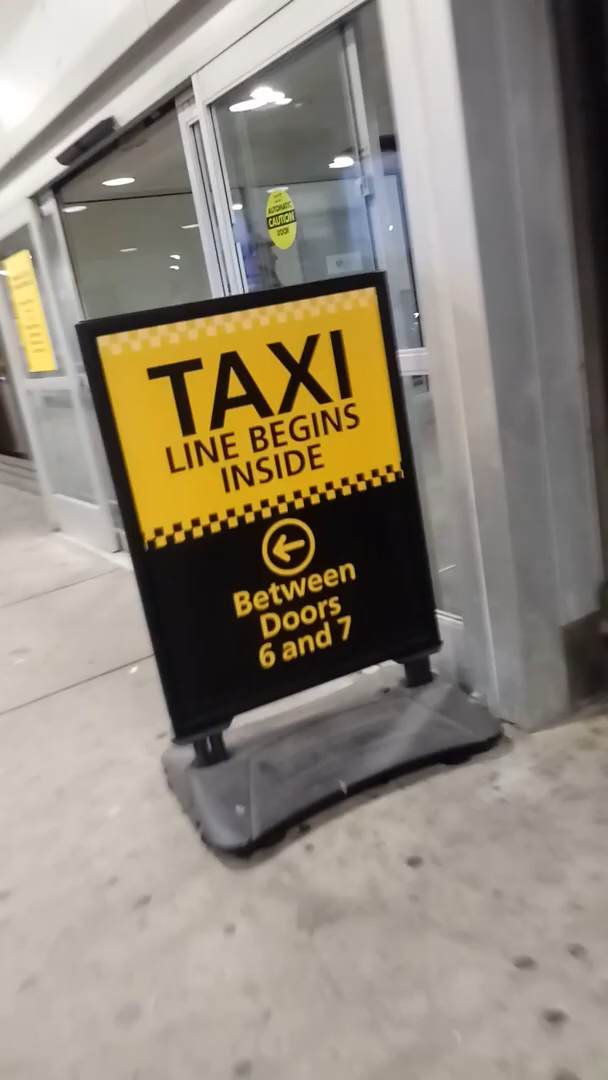 AUTOMATIC
CAUTION
DOOR
TAXI
LINE BEGINS
INSIDE
Between
Doors
6 and 7